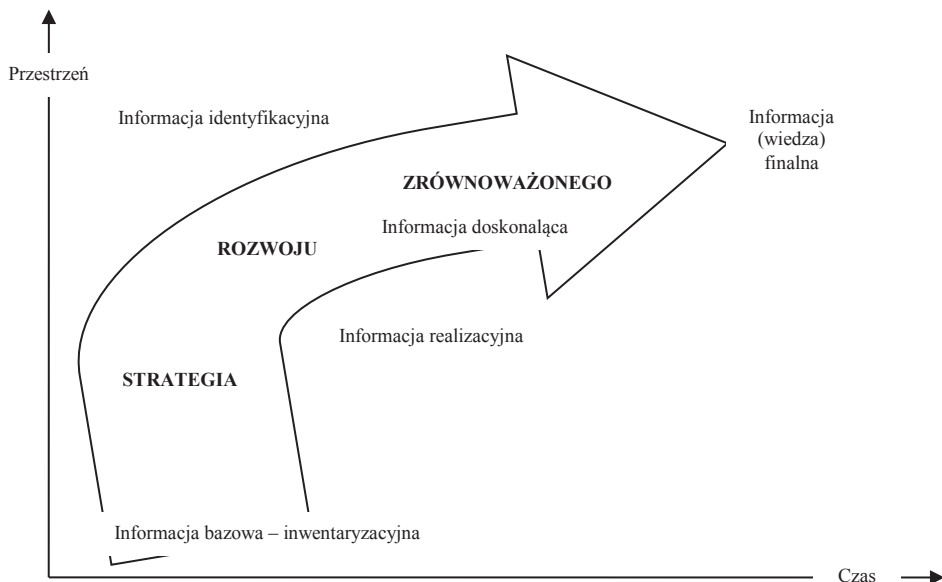 Przestrzeń
Informacja identyfikacyjna
Informacja
(wiedza)
finalna
ZRÓWNOWAŻONEGO
Informacja doskonaląca
ROZWOJU
Informacja realizacyjna
STRATEGIA
Informacja bazowa – inwentaryzacyjna
Czas